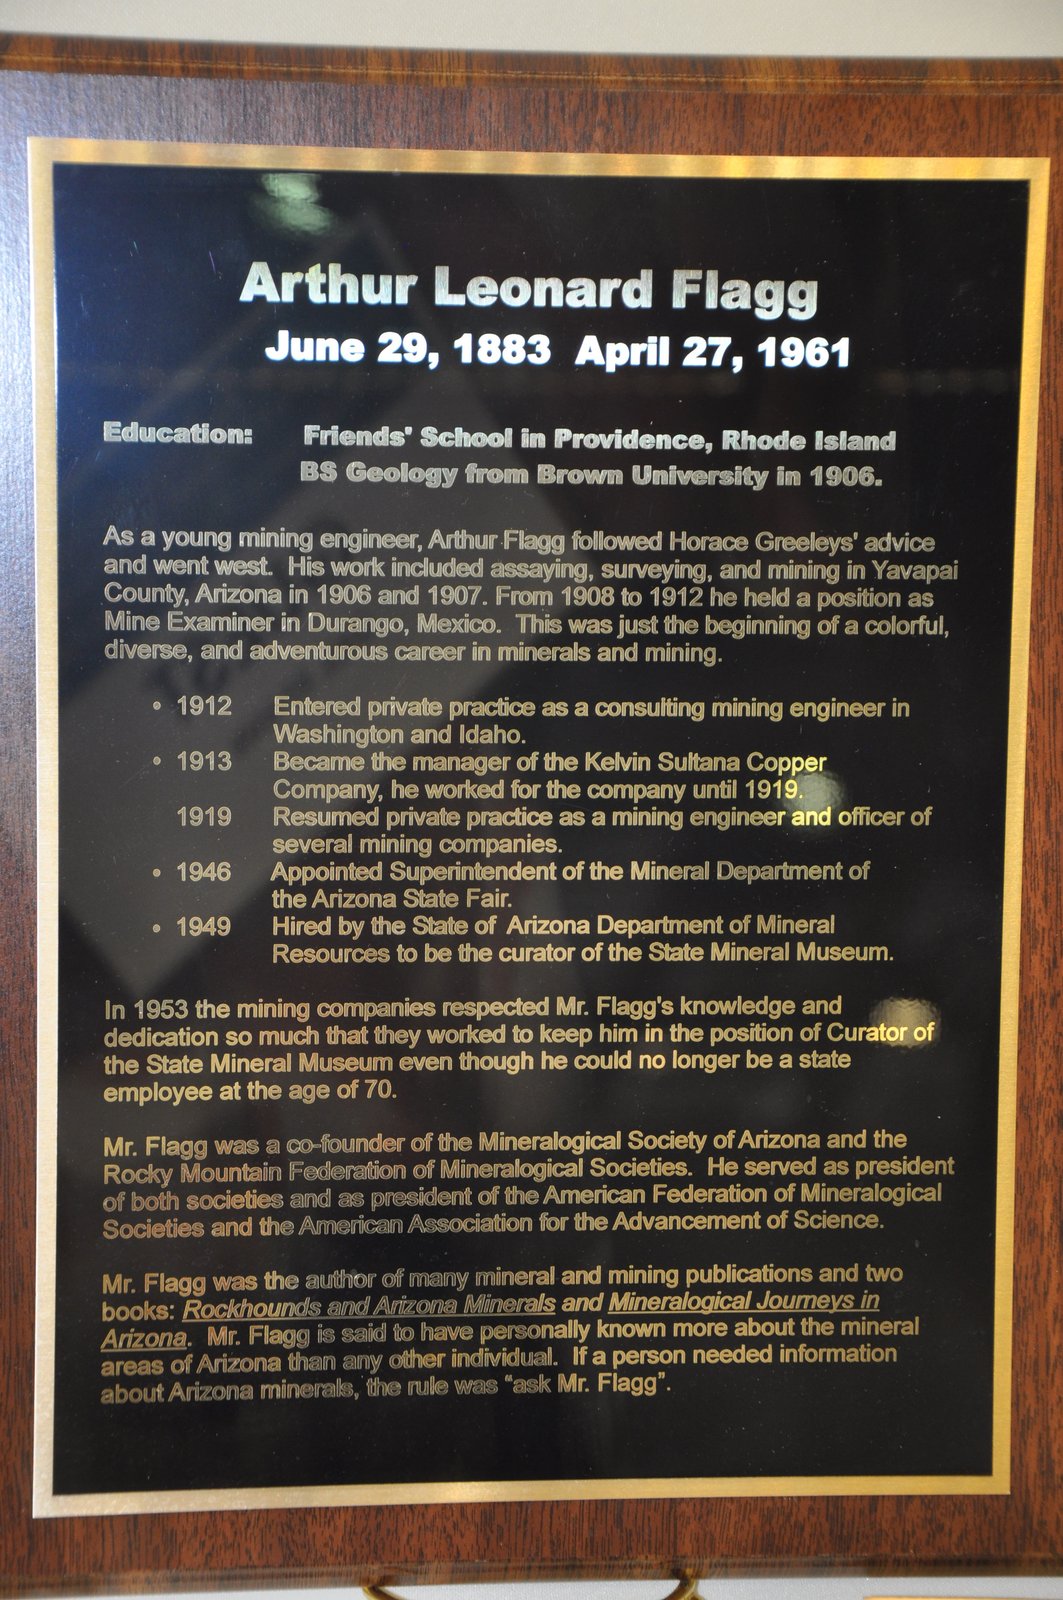 Arthur Leonard Flagg
June 29, 1883 April 27, 1961
Education: Friends' School in Providence, Rhode Island
BS Geology from Brown University in 1906.
As a young mining engineer, Arthur Flagg followed Horace Greeleys' advice
and went west. His work included assaying, surveying, and mining in Yavapai
County, Arizona in 1906 and 1907. From 1908 to 1912 he held a position as
Mine Examiner in Durango, Mexico. This was just the beginning of a colorful,
diverse, and adventurous career in minerals and mining.
• 1912 Entered private practice as a consulting mining engineer in
Washington and Idaho.
• 1913 Became the manager of the Kelvin Sultana Copper
Company, he worked for the company until 1919.
1919 Resumed private practice as a mining engineer and officer of
several mining companies.
• 1946 Appointed Superintendent of the Mineral Department of
the Arizona State Fair.
• 1949 Hired by the State of Arizona Department of Mineral
Resources to be the curator of the State Mineral Museum.
In 1953 the mining companies respected Mr. Flagg's knowledge and
dedication so much that they worked to keep him in the position of Curator of
the State Mineral Museum even though he could no longer be a state
employee at the age of 70.
Mr. Flagg was a co-founder of the Mineralogical Society of Arizona and the
Rocky Mountain Federation of Mineralogical Societies. He served as president
of both societies and as president of the American Federation of Mineralogical
Societies and the American Association for the Advancement of Science.
Mr. Flagg was the author of many mineral and mining publications and two
books: Rockhounds and Arizona Minerals and Mineralogical Journeys in
Arizona. Mr. Flagg is said to have personally known more about the mineral
areas of Arizona than any other individual. If a person needed information
about Arizona minerals, the rule was “ask Mr. Flagg”.